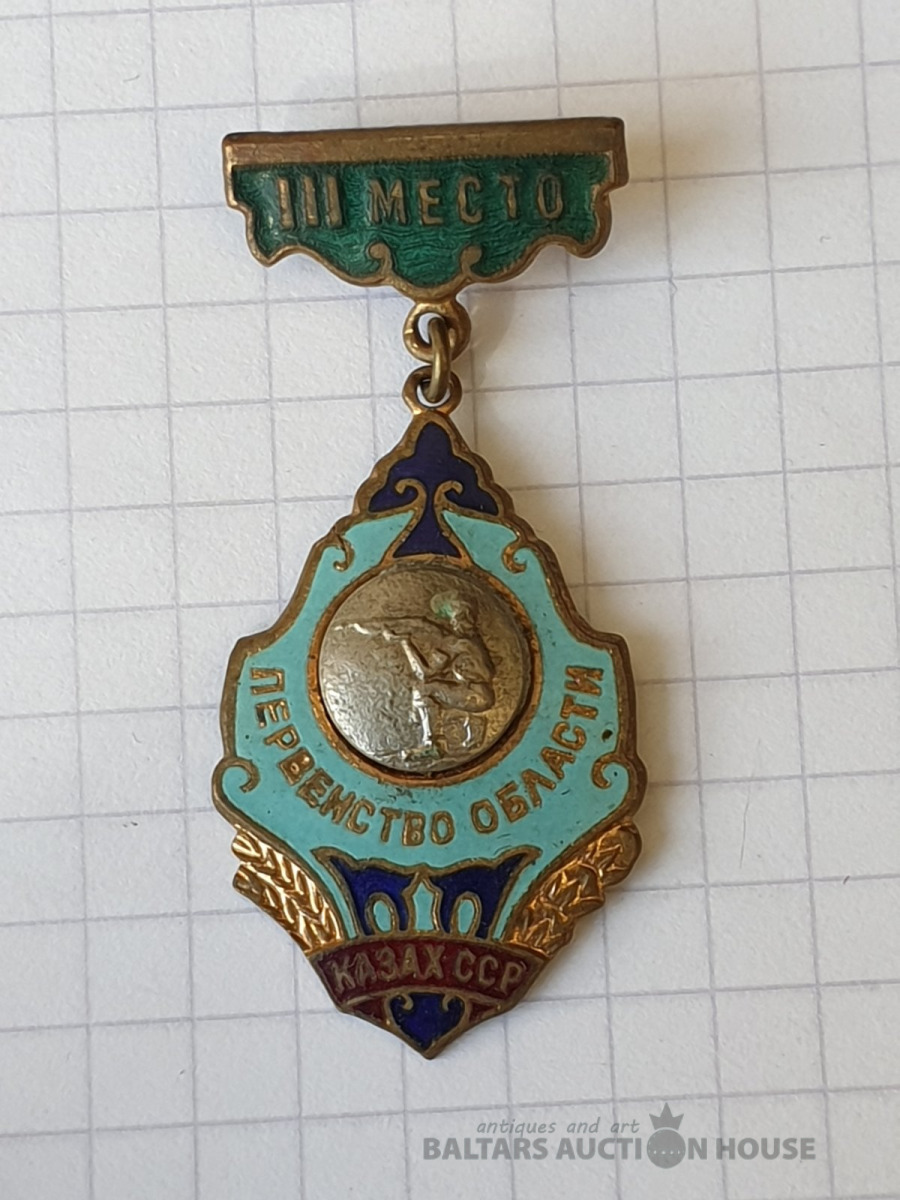 III МЕСТО
ПЕРВЕНСТВО ОБЛАСТИ
КАЗАХ ССР
antiques and art
BALTARS AUCTION HOUSE